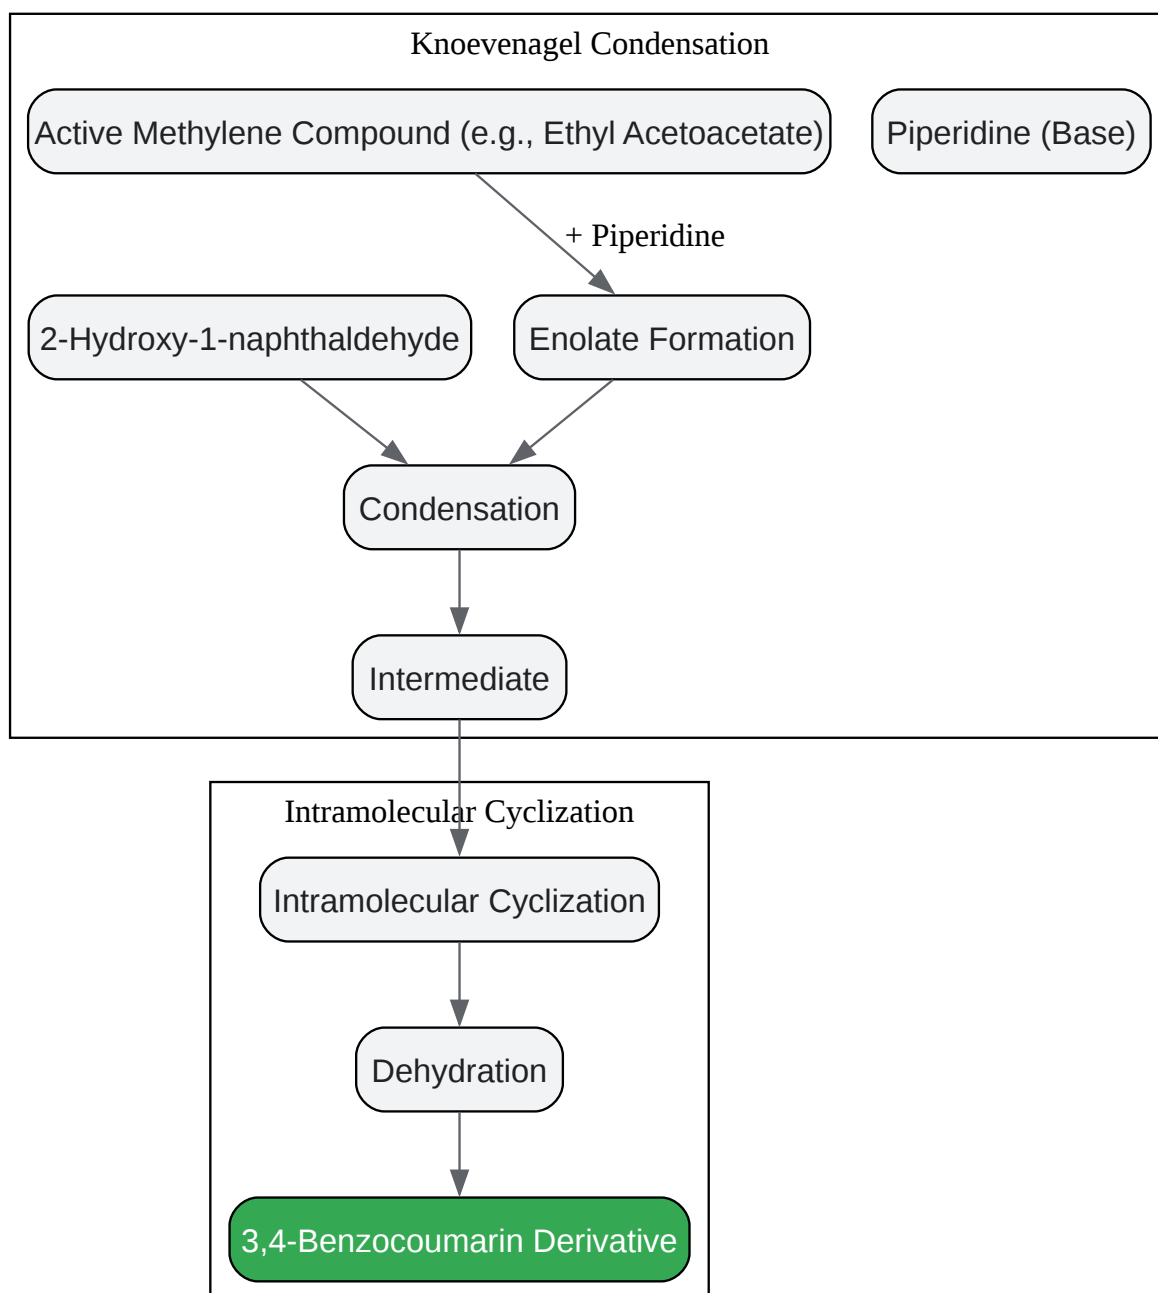 Knoevenagel Condensation
Active Methylene Compound (e.g., Ethyl Acetoacetate)
Piperidine (Base)
+ Piperidine
2-Hydroxy-1-naphthaldehyde
Enolate Formation
Condensation
Intermediate
Intramolecular Cyclization
Intramolecular Cyclization
Dehydration
3,4-Benzocoumarin Derivative